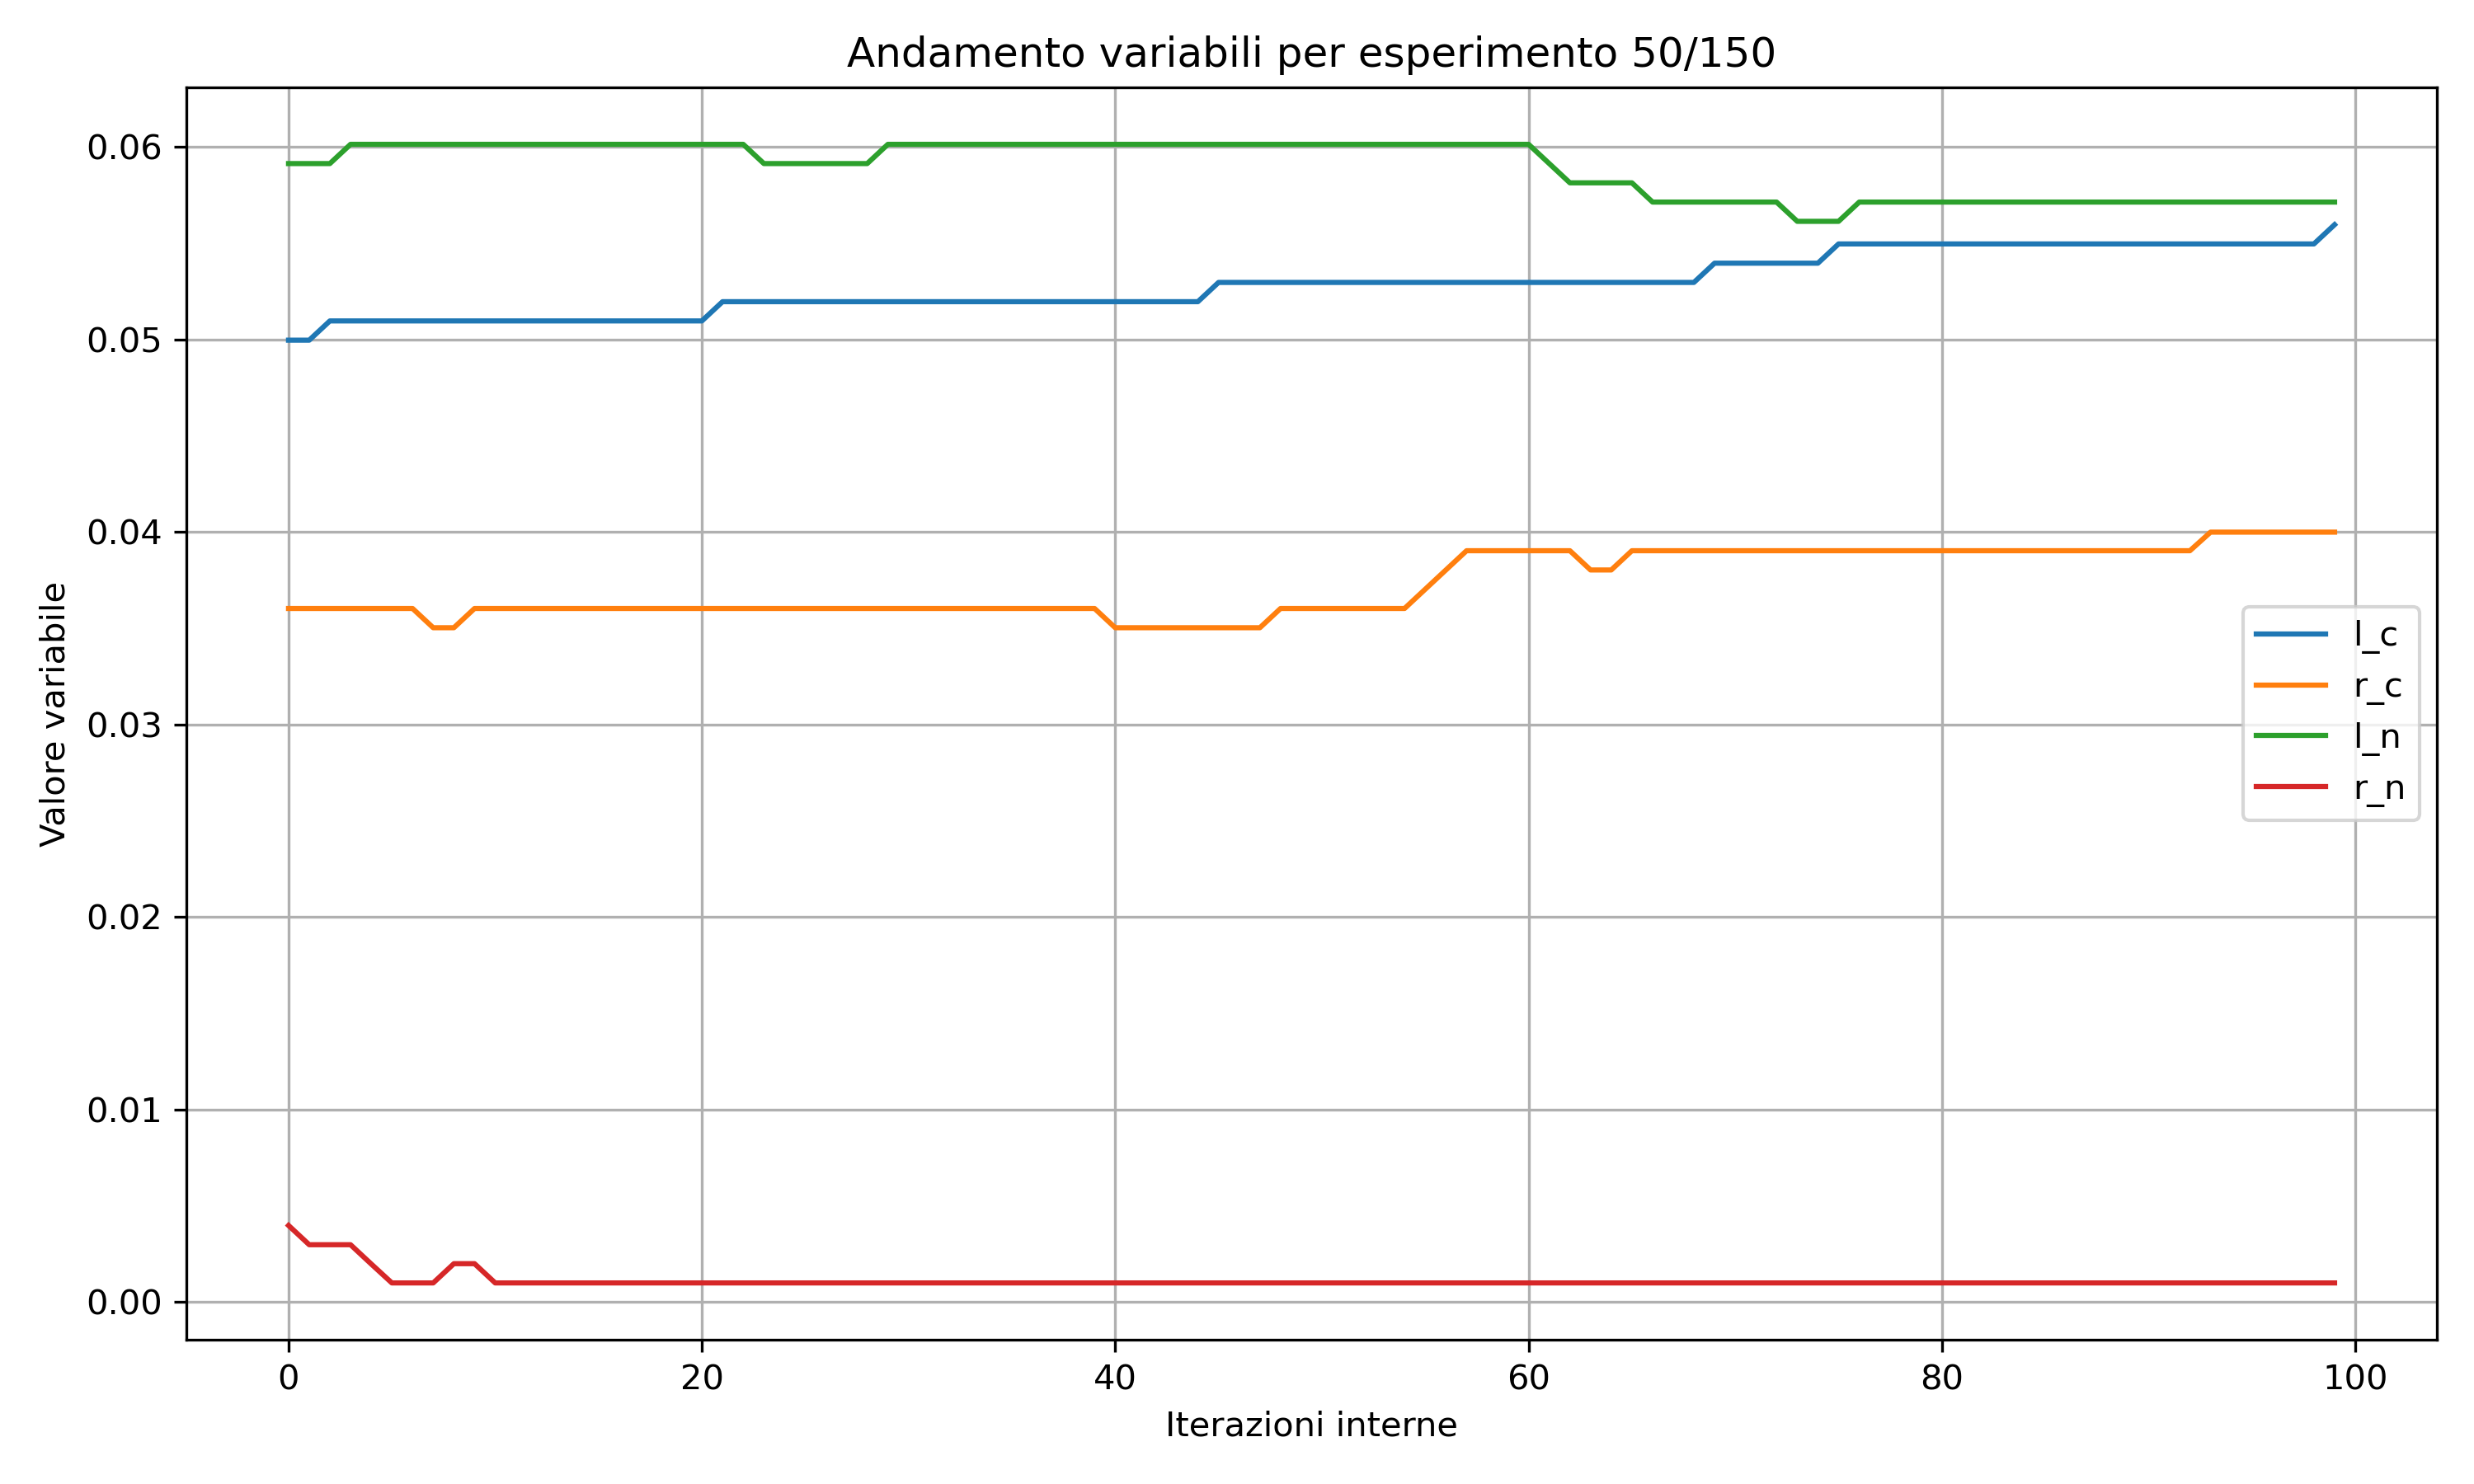 Andamento variabili per esperimento 50/150
Valore variabile
0.06
0.05
0.04
0.03
0.02
0.01
0.00
l_c
r_c
l_n
r_n
0 20 40 60 80 100
Iterazioni interne